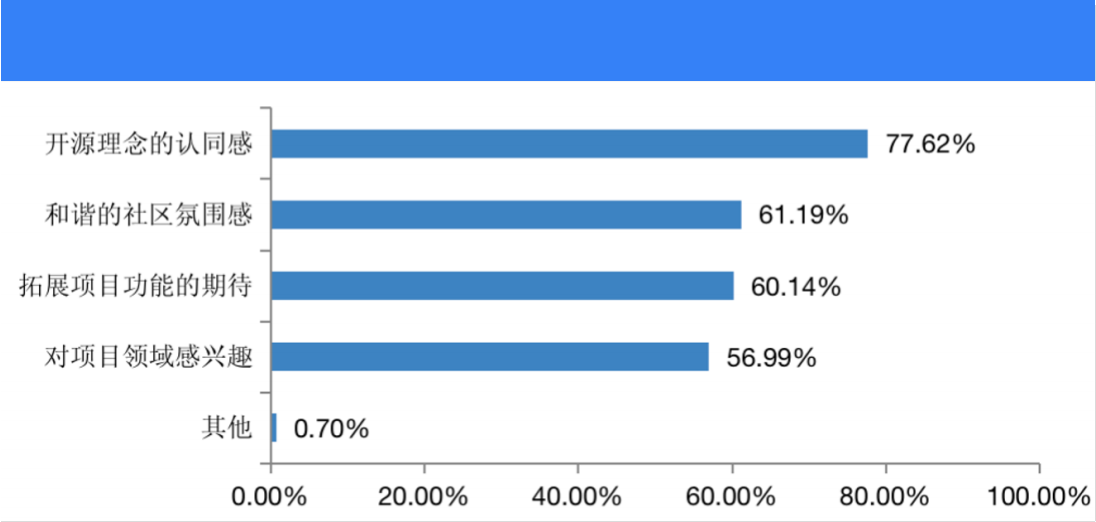 开源理念的认同感 77.62%
和谐的社区氛围感 61.19%
拓展项目功能的期待 60.14%
对项目领域感兴趣 56.99%
其他 0.70%
0.00% 20.00% 40.00% 60.00% 80.00% 100.00%